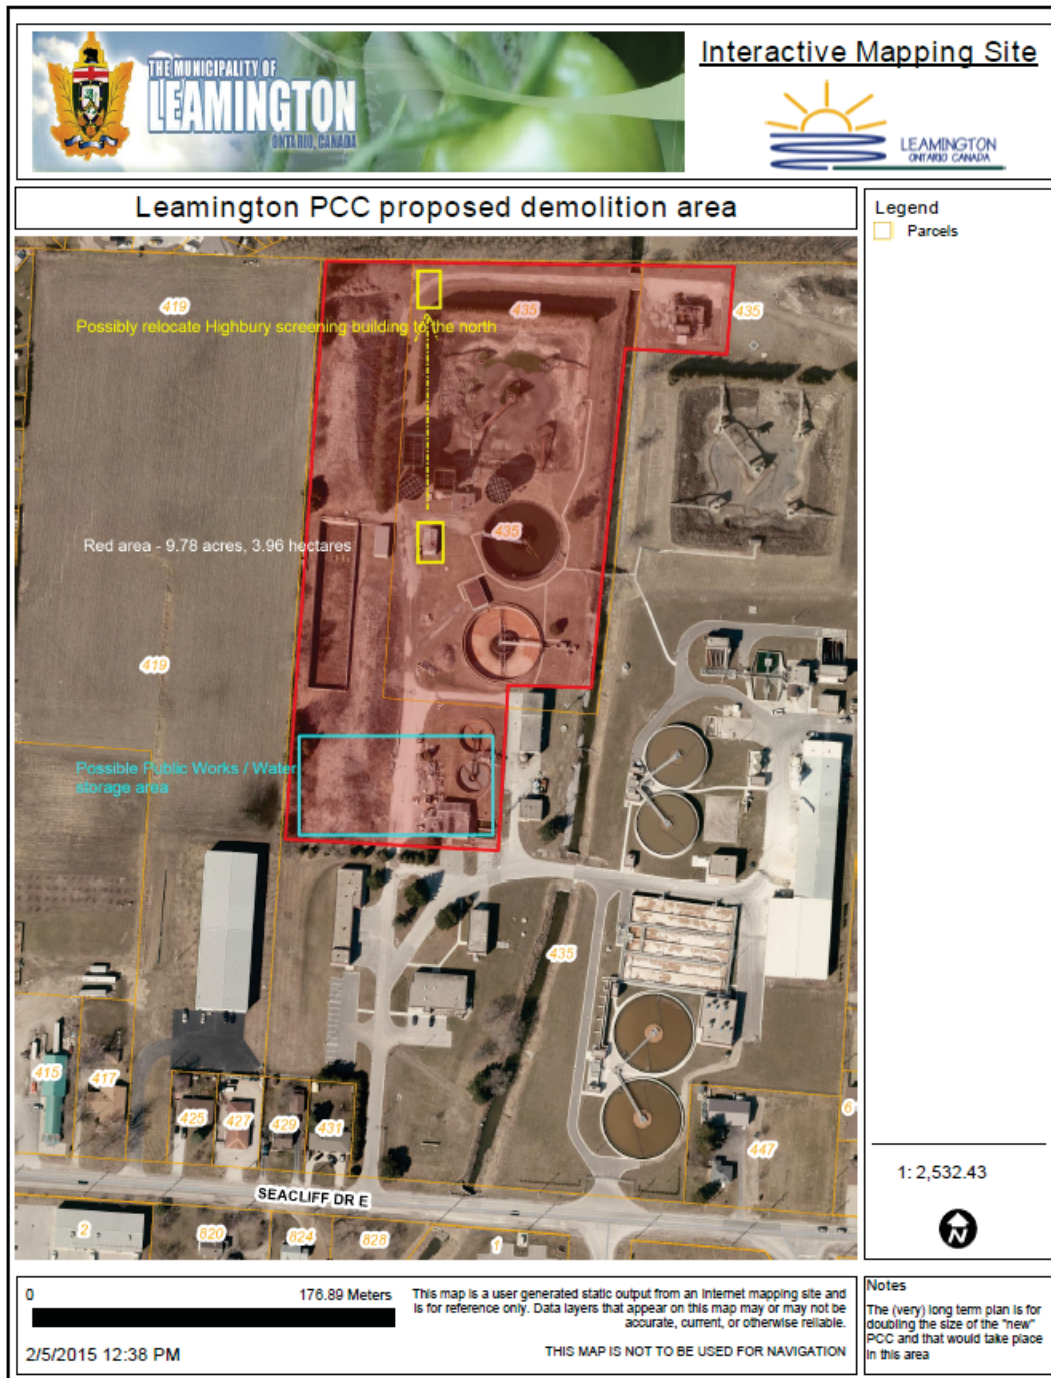 THE MUNICIPALITY OF
LEAMINGTON
ONTARIO, CANADA
Interactive Mapping Site
LEAMINGTON
ONTARIO CANADA
Leamington PCC proposed demolition area
Legend
Parcels
419
435
435
Possibly relocate Highbury screening building to the north
435
Red area - 9.78 acres, 3.96 hectares
419
Possible Public Works / Water
storage area
435
415
417
425
427
429
431
447
6
SEACLIFF DR E
2
820
824
828
1
1: 2,532.43
N
0
176.89 Meters
2/5/2015 12:38 PM
This map is a user generated static output from an Internet mapping site and
is for reference only. Data layers that appear on this map may or may not be
accurate, current, or otherwise reliable.
THIS MAP IS NOT TO BE USED FOR NAVIGATION
Notes
The (very) long term plan is for
doubling the size of the "new"
PCC and that would take place
in this area